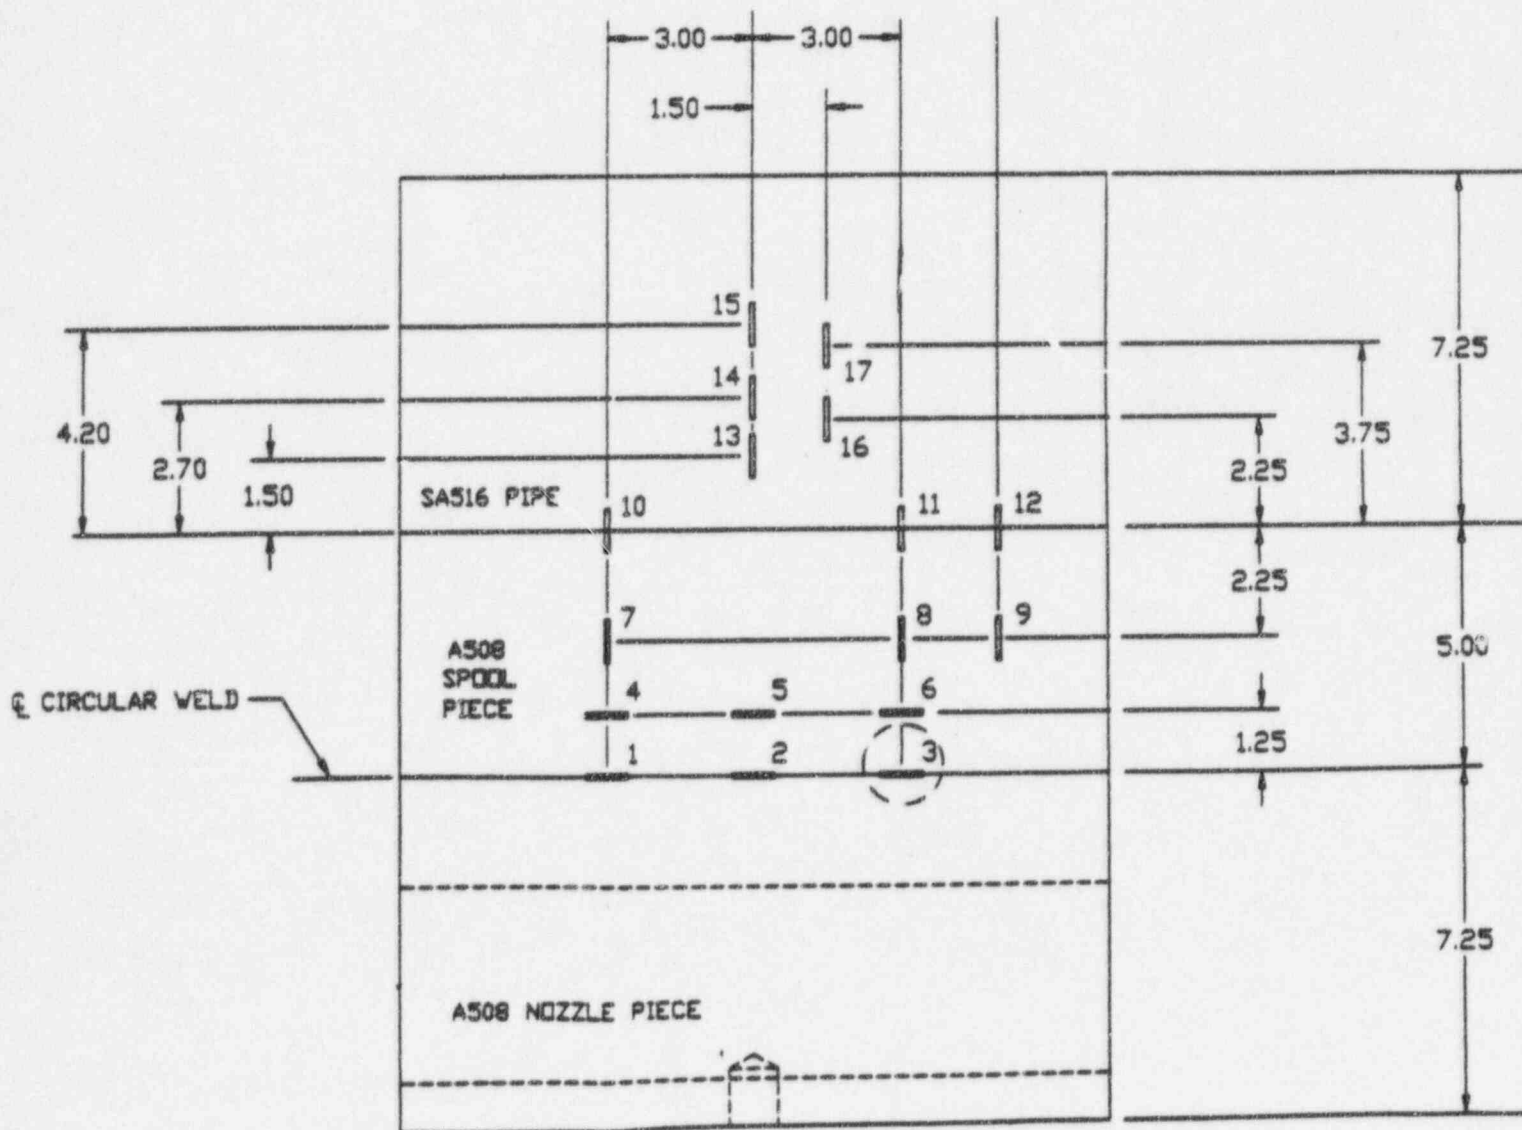 3.00 3.00
1.50
15
7.25
17
14
4.20
3.75
13
16
2.70
2.25
1.50
SA516 PIPE
10 11 12
2.25
7 8 9
A508
SPOOL
PIECE
5.00
4 5 6
℄ CIRCULAR WELD
1.25
1 2 3
7.25
A508 NOZZLE PIECE